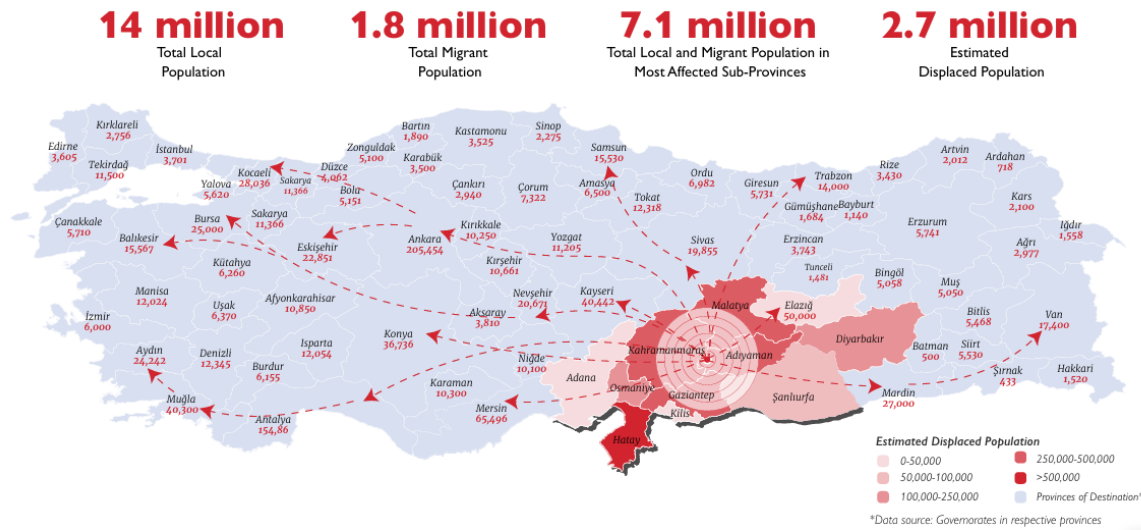 14 million
Total Local
Population
1.8 million
Total Migrant
Population
7.1 million
Total Local and Migrant Population in
Most Affected Sub-Provinces
2.7 million
Estimated
Displaced Population
Kırklareli
2,756
Edirne
3,605
Tekirdağ
11,500
İstanbul
3,701
Yalova
5,620
Kocaeli
28,036
Sakarya
11,366
Düzce
4,062
Bola
5,151
Zonguldak
5,100
Bartın
1,890
Karabük
3,500
Kastamonu
3,525
Sinop
2,275
Çankırı
2,940
Çorum
7,322
Samsun
15,530
Amasya
6,500
Tokat
12,318
Ordu
6,982
Giresun
5,731
Trabzon
14,000
Gümüşhane
1,684
Bayburt
1,140
Rize
3,430
Artvin
2,012
Ardahan
718
Kars
2,100
Iğdır
1,558
Ağrı
2,977
Erzurum
5,741
Erzincan
3,743
Tunceli
1,481
Bingöl
5,058
Muş
5,050
Bitlis
5,468
Van
17,400
Batman
500
Siirt
5,530
Şırnak
433
Hakkari
1,520
Mardin
27,000
Çanakkale
5,710
Balıkesir
15,567
Bursa
25,000
Sakarya
11,366
Eskişehir
22,851
Kütahya
6,260
Ankara
205,454
Kırıkkale
10,250
Yozgat
11,205
Kırşehir
10,661
Sivas
19,855
Kayseri
40,442
Nevşehir
20,671
Aksaray
3,810
Manisa
12,024
Uşak
6,370
Afyonkarahisar
10,850
İzmir
6,000
Aydın
24,242
Denizli
12,345
Isparta
12,054
Burdur
6,155
Muğla
40,300
Antalya
154,86
Konya
36,736
Karaman
10,300
Niğde
10,100
Mersin
65,496
Malatya
Elazığ
50,000
Diyarbakır
Kahramanmaraş
Adıyaman
Adana
Osmaniye
Gaziantep
Şanlıurfa
Kilis
Hatay
Estimated Displaced Population
0-50,000
50,000-100,000
100,000-250,000
250,000-500,000
>500,000
Provinces of Destination*
*Data source: Governorates in respective provinces